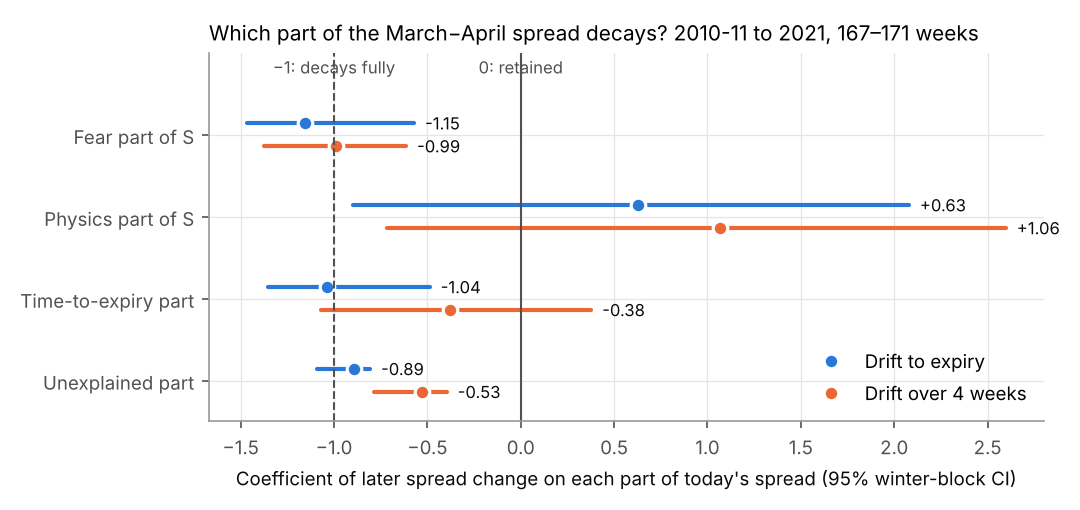 Which part of the March–April spread decays? 2010-11 to 2021, 167–171 weeks
−1: decays fully
0: retained
Fear part of S
-1.15
-0.99
Physics part of S
+0.63
+1.06
Time-to-expiry part
-1.04
-0.38
Unexplained part
-0.89
-0.53
Drift to expiry
Drift over 4 weeks
−1.5 −1.0 −0.5 0.0 0.5 1.0 1.5 2.0 2.5
Coefficient of later spread change on each part of today's spread (95% winter-block CI)